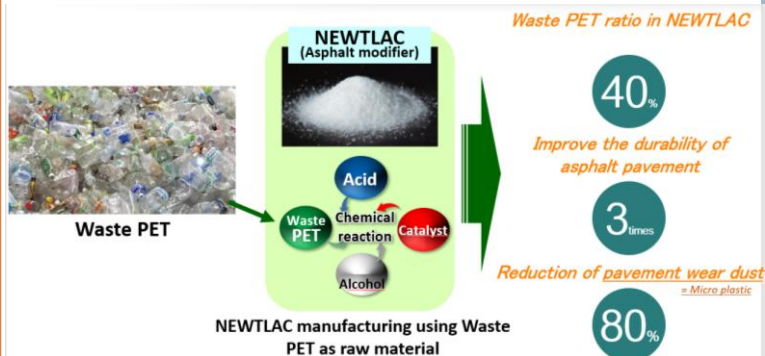 Waste PET
NEWTLAC
(Asphalt modifier)
Acid
Waste
PET
Chemical
reaction
Catalyst
Alcohol
NEWTLAC manufacturing using Waste
PET as raw material
Waste PET ratio in NEWTLAC
40%
Improve the durability of
asphalt pavement
3 times
Reduction of pavement wear dust
= Micro plastic
80%